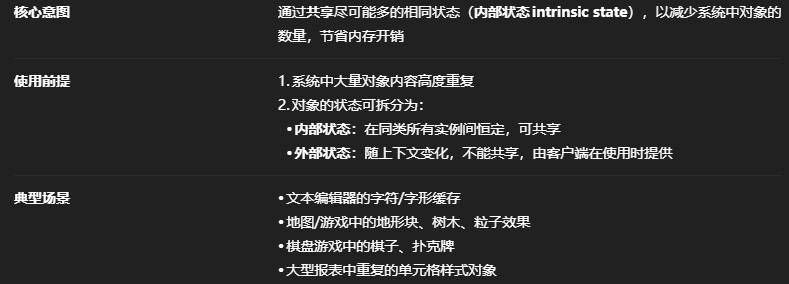 核心意图
通过共享尽可能多的相同状态（内部状态 intrinsic state），以减少系统中对象的
数量，节省内存开销
使用前提
1. 系统中大量对象内容高度重复
2. 对象的状态可拆分为：
• 内部状态：在同类所有实例间恒定，可共享
• 外部状态：随上下文变化，不能共享，由客户端在使用时提供
典型场景
• 文本编辑器的字符/字形缓存
• 地图/游戏中的地形块、树木、粒子效果
• 棋盘游戏中的棋子、扑克牌
• 大型报表中重复的单元格样式对象